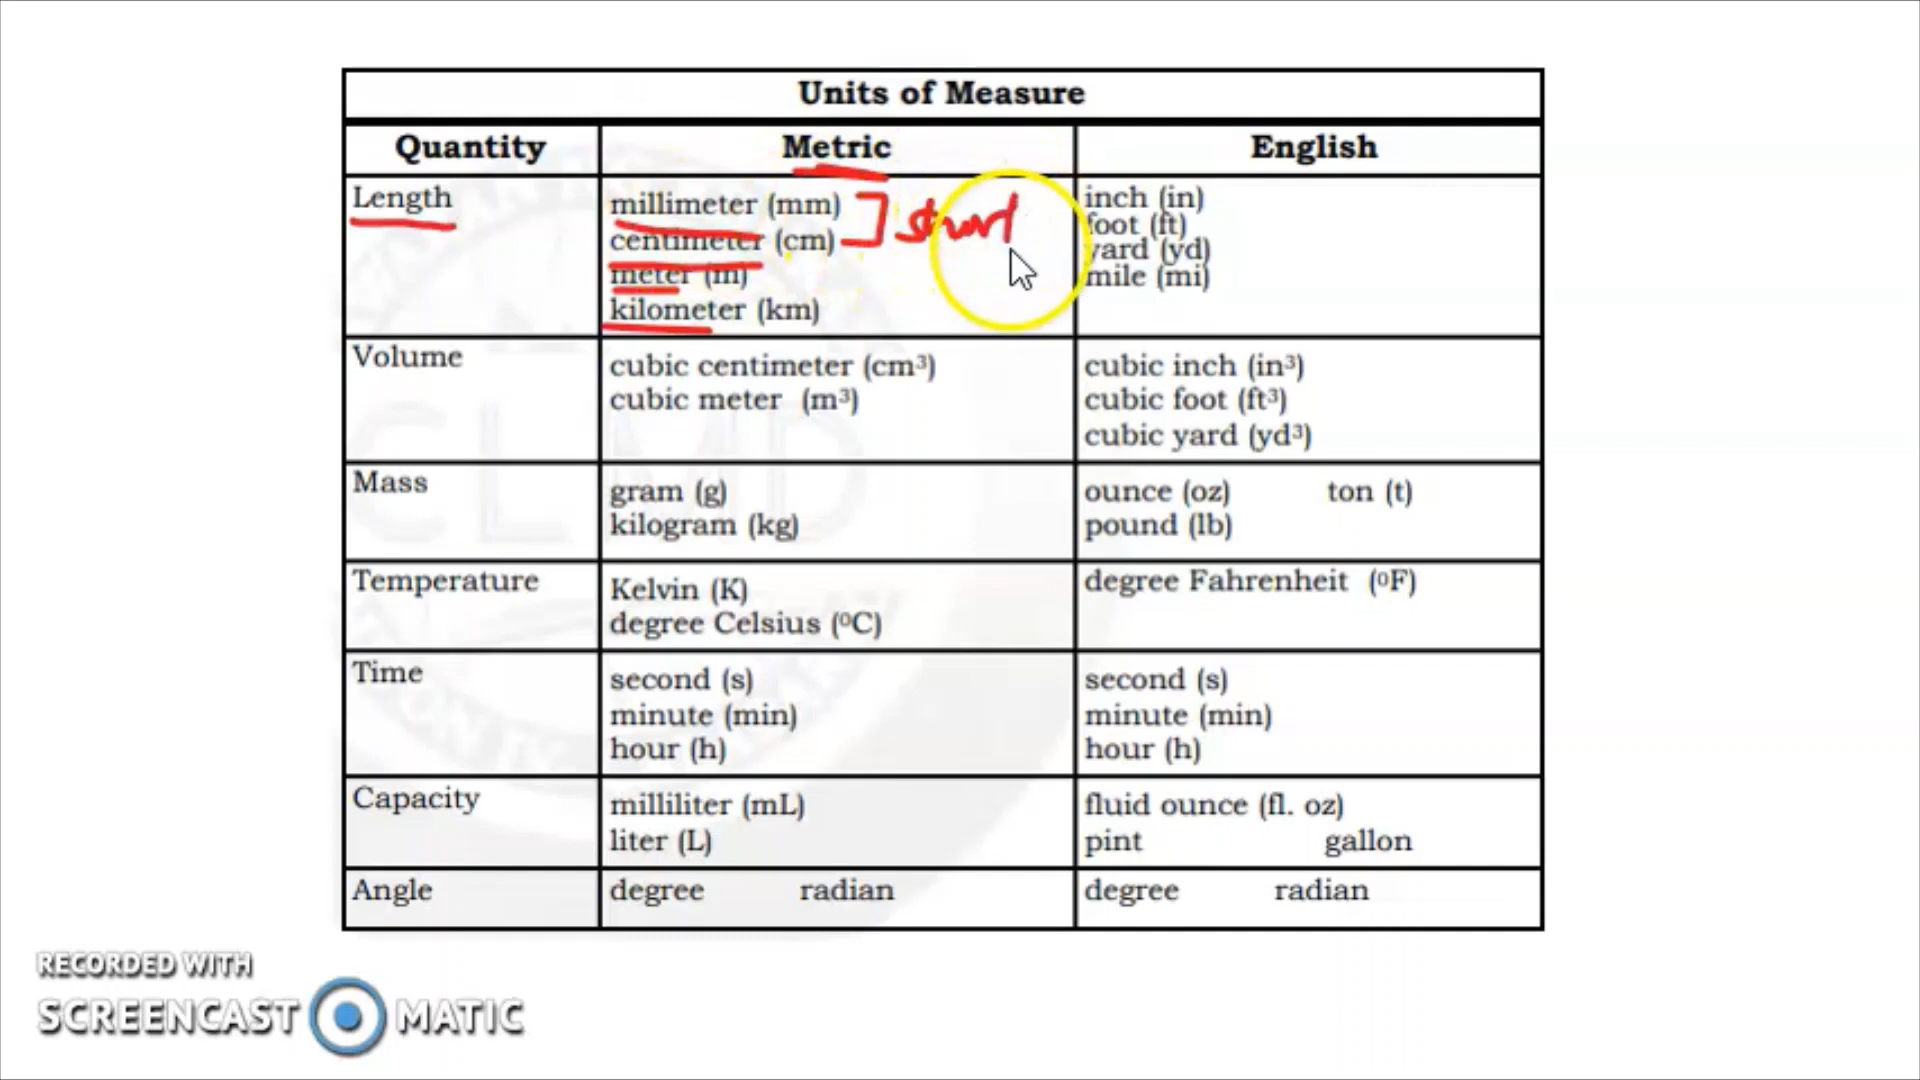 Units of Measure
Quantity Metric English
Length
millimeter (mm)
centimeter (cm)
meter (m)
kilometer (km)
short
inch (in)
foot (ft)
yard (yd)
mile (mi)
Volume
cubic centimeter (cm³)
cubic meter (m³)
cubic inch (in³)
cubic foot (ft³)
cubic yard (yd³)
Mass
gram (g)
kilogram (kg)
ounce (oz) ton (t)
pound (lb)
Temperature
Kelvin (K)
degree Celsius (⁰C)
degree Fahrenheit (⁰F)
Time
second (s)
minute (min)
hour (h)
second (s)
minute (min)
hour (h)
Capacity
milliliter (mL)
liter (L)
fluid ounce (fl. oz)
pint gallon
Angle
degree radian
degree radian
RECORDED WITH
SCREENCAST MATIC